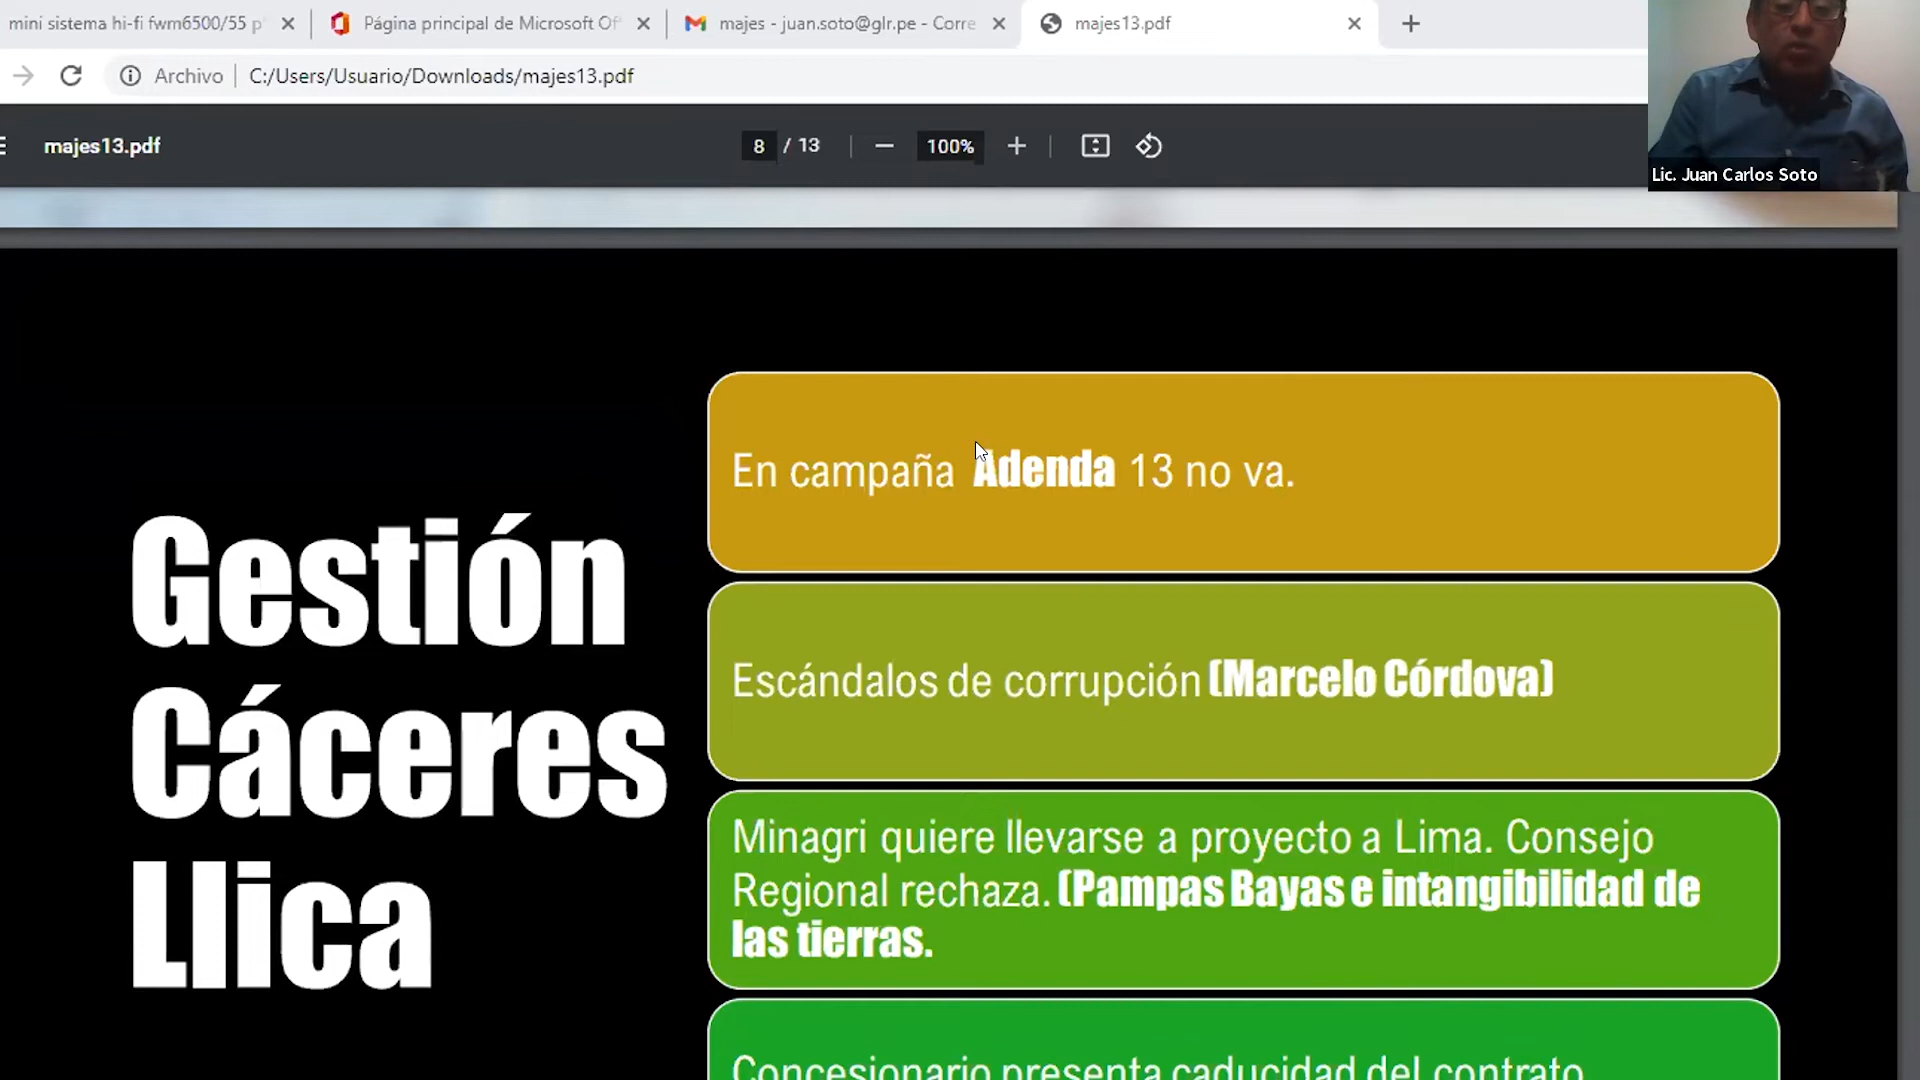 mini sistema hi-fi fwm6500/55 p
Página principal de Microsoft Of
majes - juan.soto@glr.pe - Corre
majes13.pdf
Archivo
C:/Users/Usuario/Downloads/majes13.pdf
majes13.pdf
8 / 13
100%
Lic. Juan Carlos Soto
Gestión
Cáceres
Llica
En campaña Adenda 13 no va.
Escándalos de corrupción (Marcelo Córdova)
Minagri quiere llevarse a proyecto a Lima. Consejo
Regional rechaza. (Pampas Bayas e intangibilidad de
las tierras.
Concesionario presenta caducidad del contrato